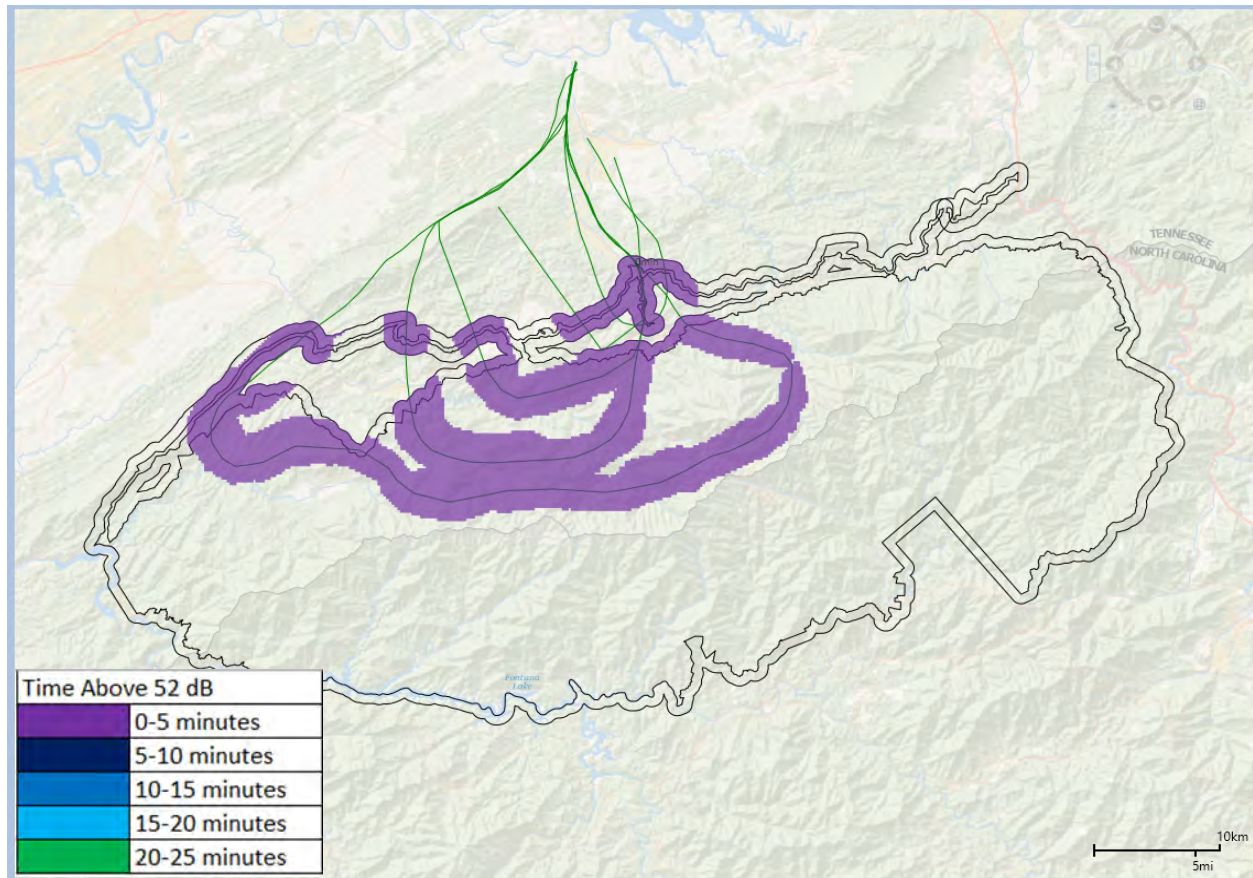 TENNESSEE
NORTH CAROLINA
Fontana
Lake
Time Above 52 dB
0-5 minutes
5-10 minutes
10-15 minutes
15-20 minutes
20-25 minutes
10km
5mi